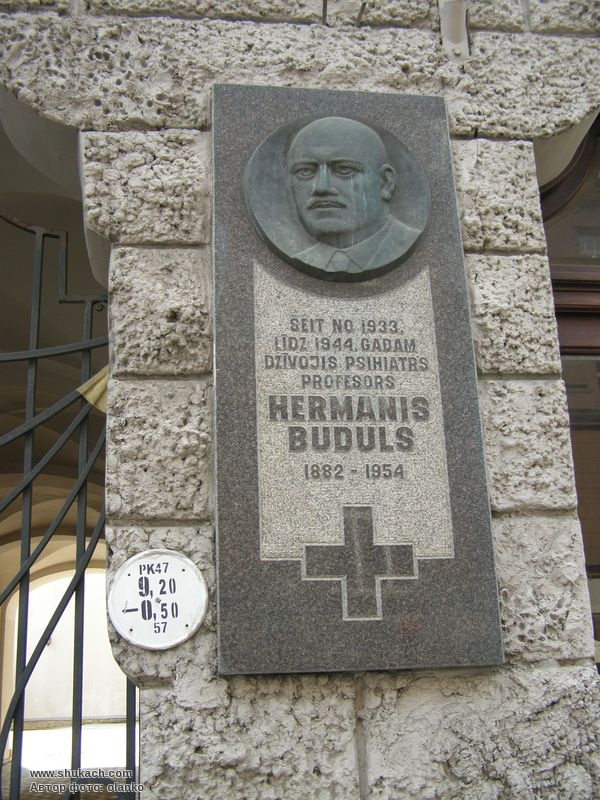 ŠEIT NO 1933.
LĪDZ 1944. GADAM
DZĪVOJIS PSIHIATRS
PROFESORS
HERMANIS
BUDULS
1882 - 1954
PK47
9,20
-0,50
57
www.shukach.com
Автор фото: olanko